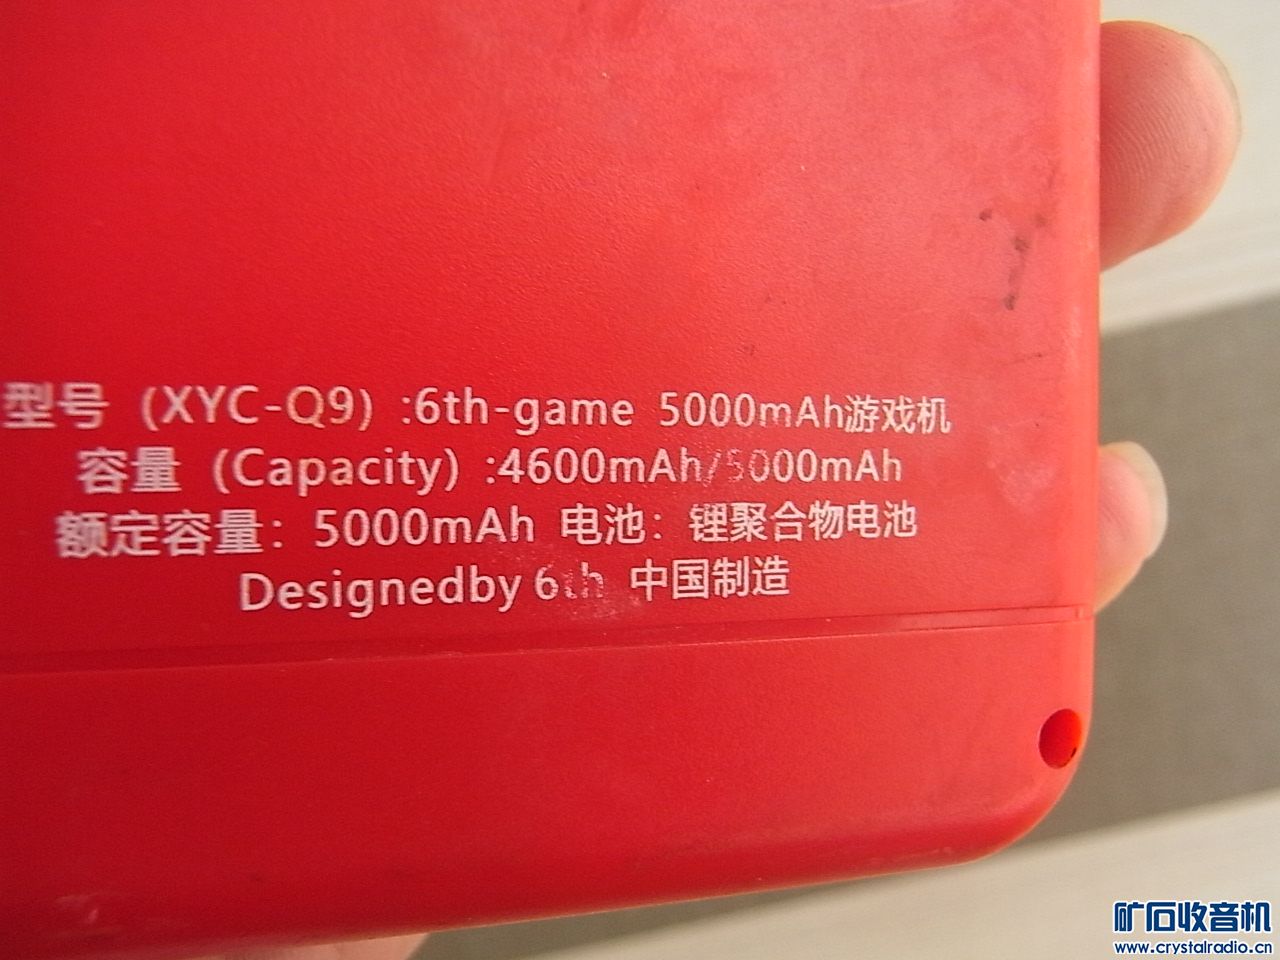 型号 (XYC-Q9) :6th-game 5000mAh游戏机
容量 (Capacity) :4600mAh/5000mAh
额定容量: 5000mAh 电池: 锂聚合物电池
Designedby 6th 中国制造
矿石收音机
www.crystalradio.cn